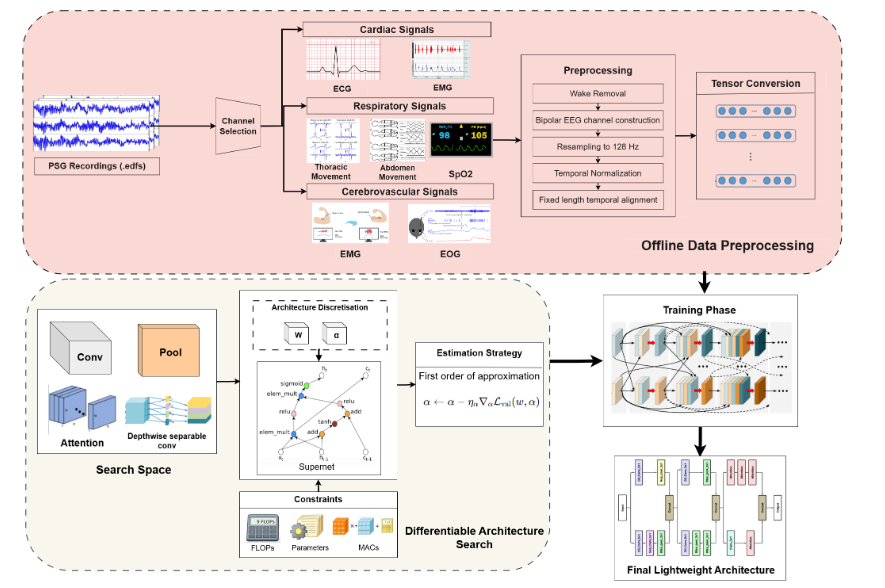 PSG Recordings (.edfs)
Channel
Selection
Cardiac Signals
ECG
EMG
Respiratory Signals
98
105
Thoracic
Movement
Abdomen
Movement
SpO2
Cerebrovascular Signals
EMG
EOG
Preprocessing
Wake Removal
Bipolar EEG channel construction
Resampling to 128 Hz
Temporal Normalization
Fixed length temporal alignment
Tensor Conversion
Offline Data Preprocessing
Conv
Pool
Attention
Depthwise separable
conv
Search Space
Architecture Discretisation
W
α
sigmoid
elem_mult
relu
relu
add
tanh
elem_mult
add
Supernet
Constraints
FLOPs
Parameters
MACs
Estimation Strategy
First order of approximation
α ← α − η_α ∇_α ℒ_val(w, α)
Differentiable Architecture
Search
Training Phase
Final Lightweight Architecture